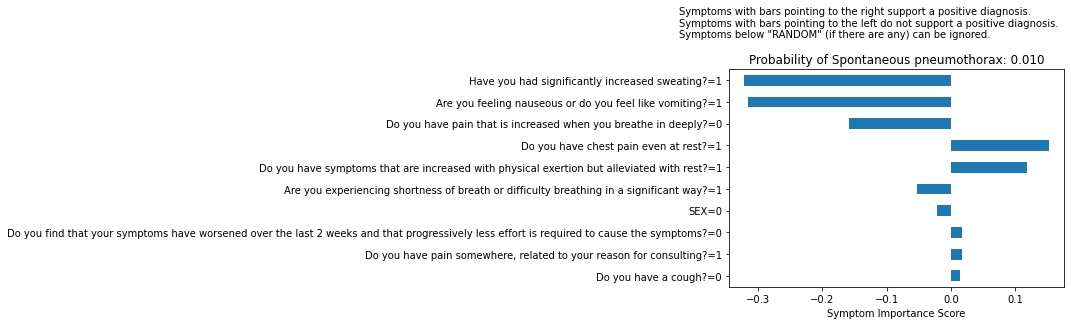 Symptoms with bars pointing to the right support a positive diagnosis.
Symptoms with bars pointing to the left do not support a positive diagnosis.
Symptoms below "RANDOM" (if there are any) can be ignored.
Probability of Spontaneous pneumothorax: 0.010
Have you had significantly increased sweating?=1
Are you feeling nauseous or do you feel like vomiting?=1
Do you have pain that is increased when you breathe in deeply?=0
Do you have chest pain even at rest?=1
Do you have symptoms that are increased with physical exertion but alleviated with rest?=1
Are you experiencing shortness of breath or difficulty breathing in a significant way?=1
SEX=0
Do you find that your symptoms have worsened over the last 2 weeks and that progressively less effort is required to cause the symptoms?=0
Do you have pain somewhere, related to your reason for consulting?=1
Do you have a cough?=0
−0.3 −0.2 −0.1 0.0 0.1
Symptom Importance Score